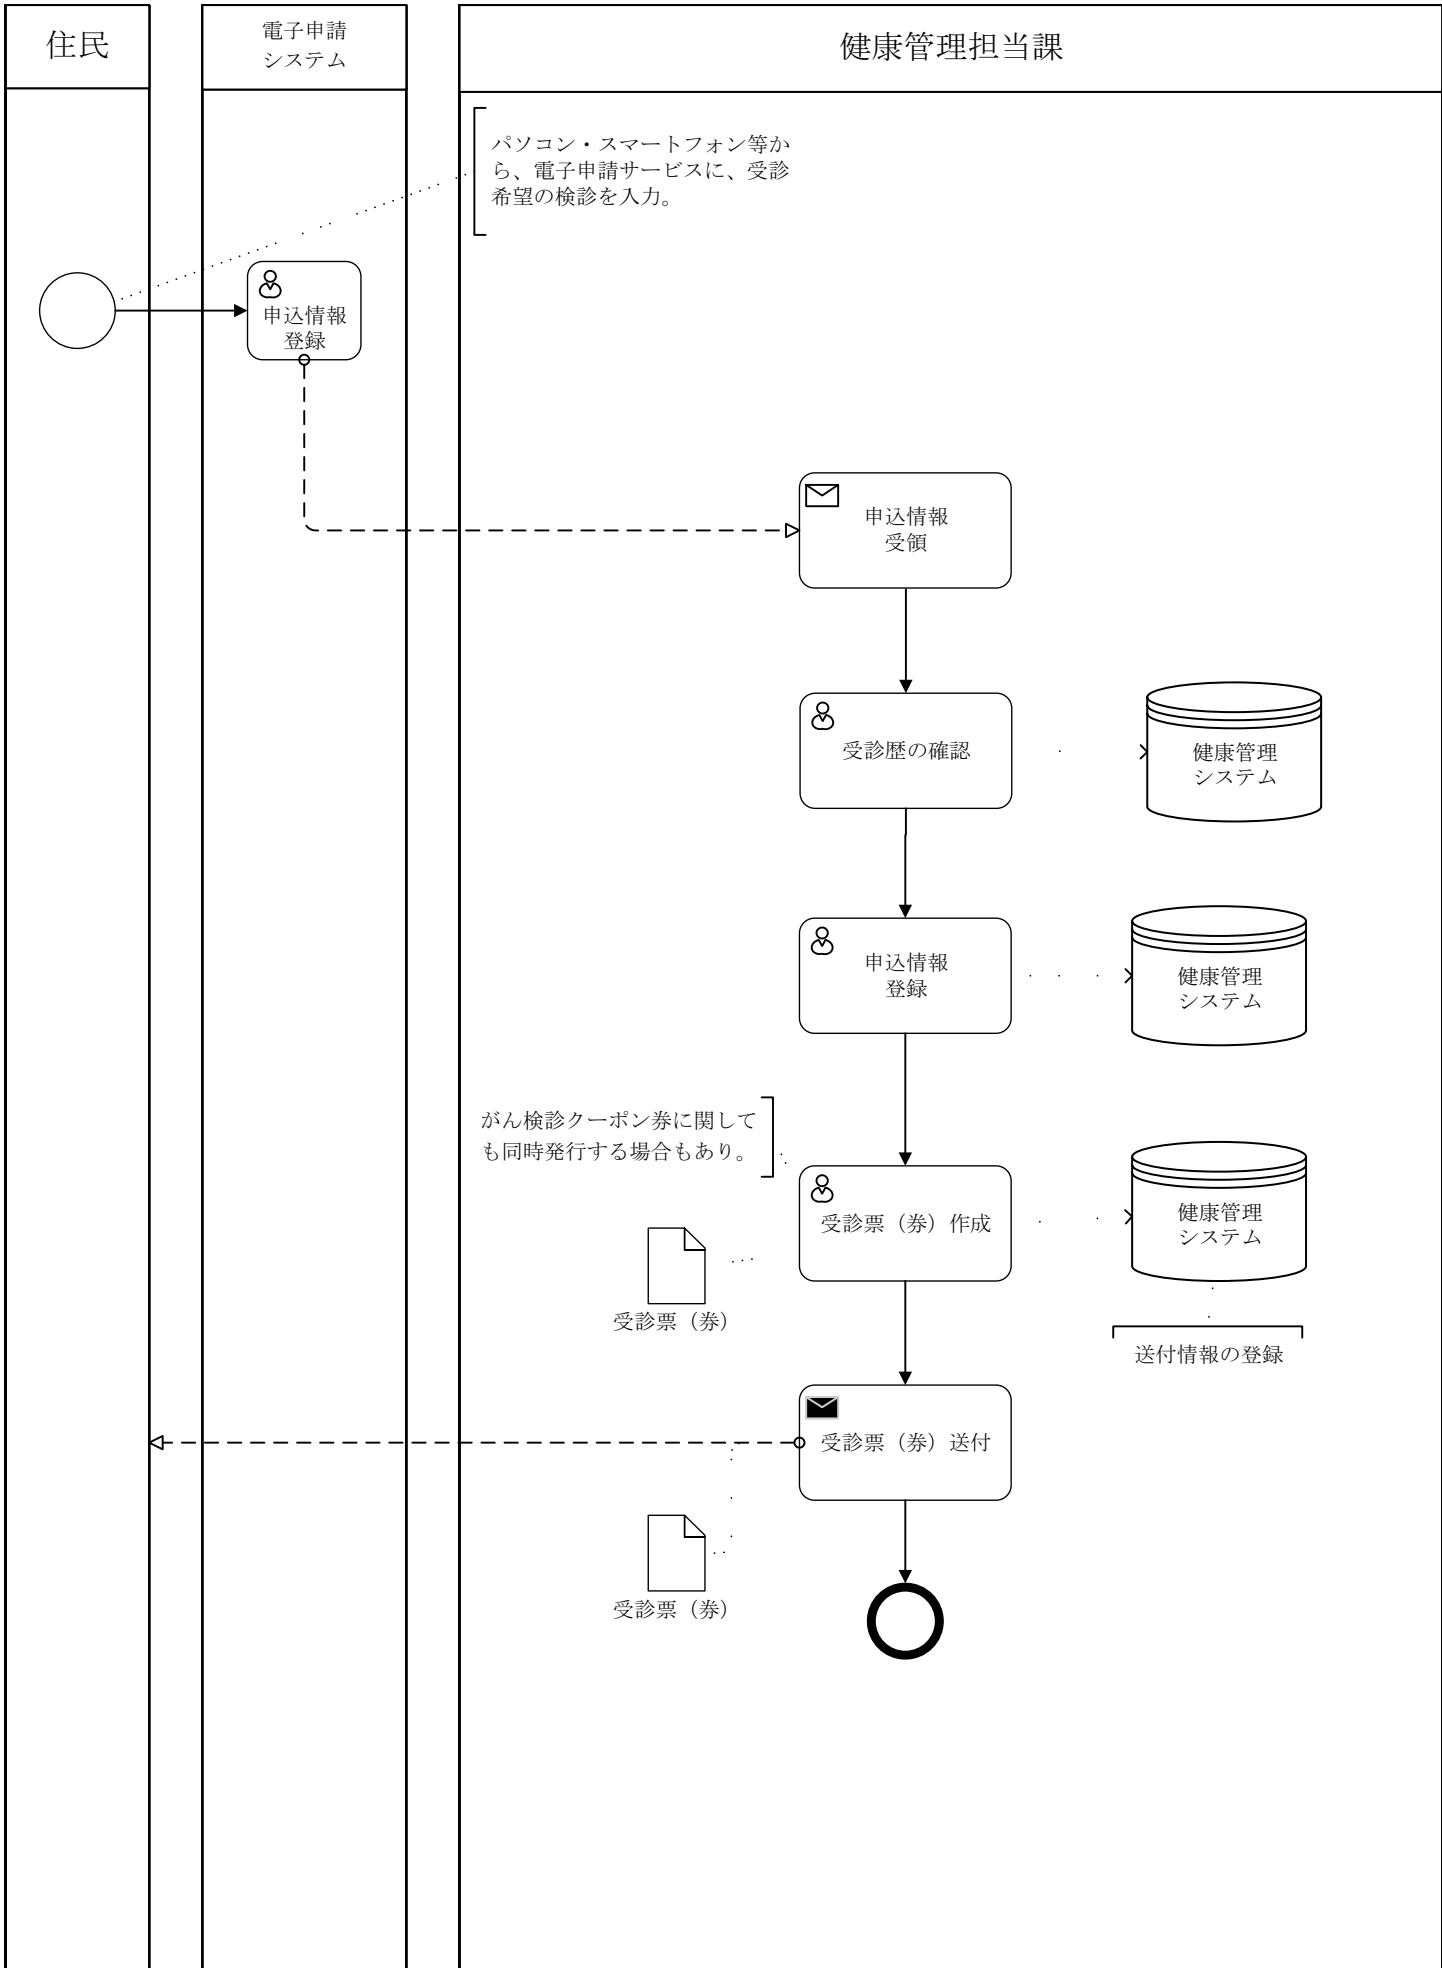 住民
電子申請
システム
健康管理担当課
パソコン・スマートフォン等か
ら、電子申請サービスに、受診
希望の検診を入力。
申込情報
登録
申込情報
受領
受診歴の確認
健康管理
システム
申込情報
登録
健康管理
システム
がん検診クーポン券に関して
も同時発行する場合もあり。
受診票（券）作成
健康管理
システム
受診票（券）
送付情報の登録
受診票（券）送付
受診票（券）